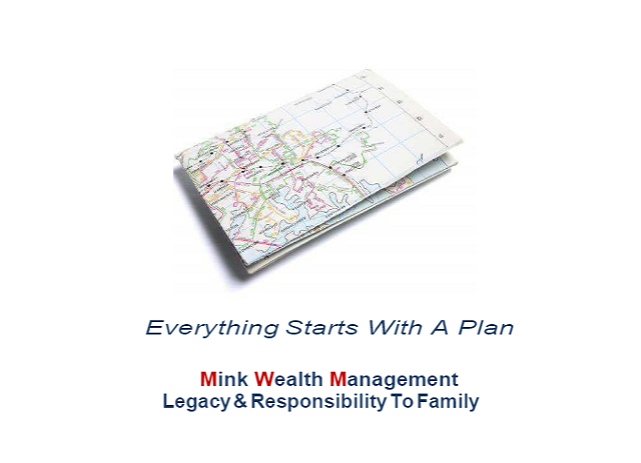 Everything Starts With A Plan
Mink Wealth Management
Legacy & Responsibility To Family